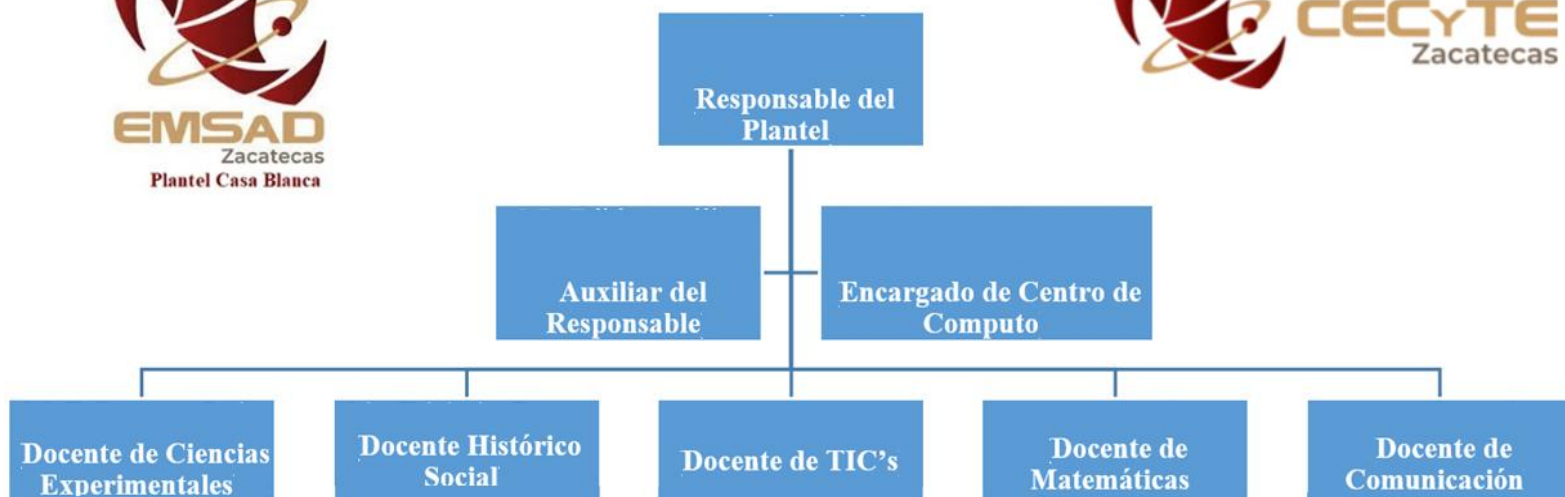 EMSAD
Zacatecas
Plantel Casa Blanca
CECyTE
Zacatecas
Responsable del
Plantel
Auxiliar del
Responsable
Encargado de Centro de
Computo
Docente de Ciencias
Experimentales
Docente Histórico
Social
Docente de TIC’s
Docente de
Matemáticas
Docente de
Comunicación